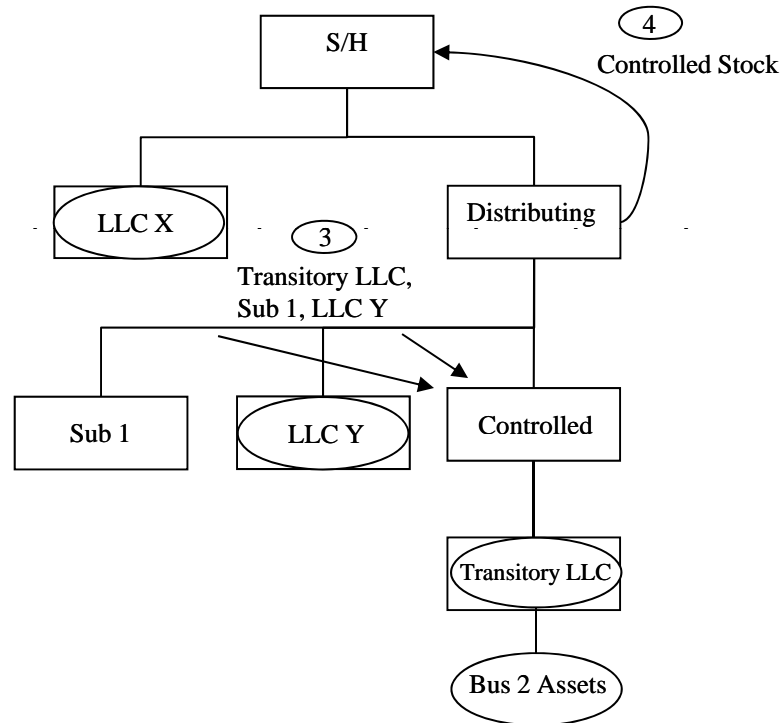 S/H
4
Controlled Stock
LLC X
Distributing
3
Transitory LLC,
Sub 1, LLC Y
Sub 1
LLC Y
Controlled
Transitory LLC
Bus 2 Assets